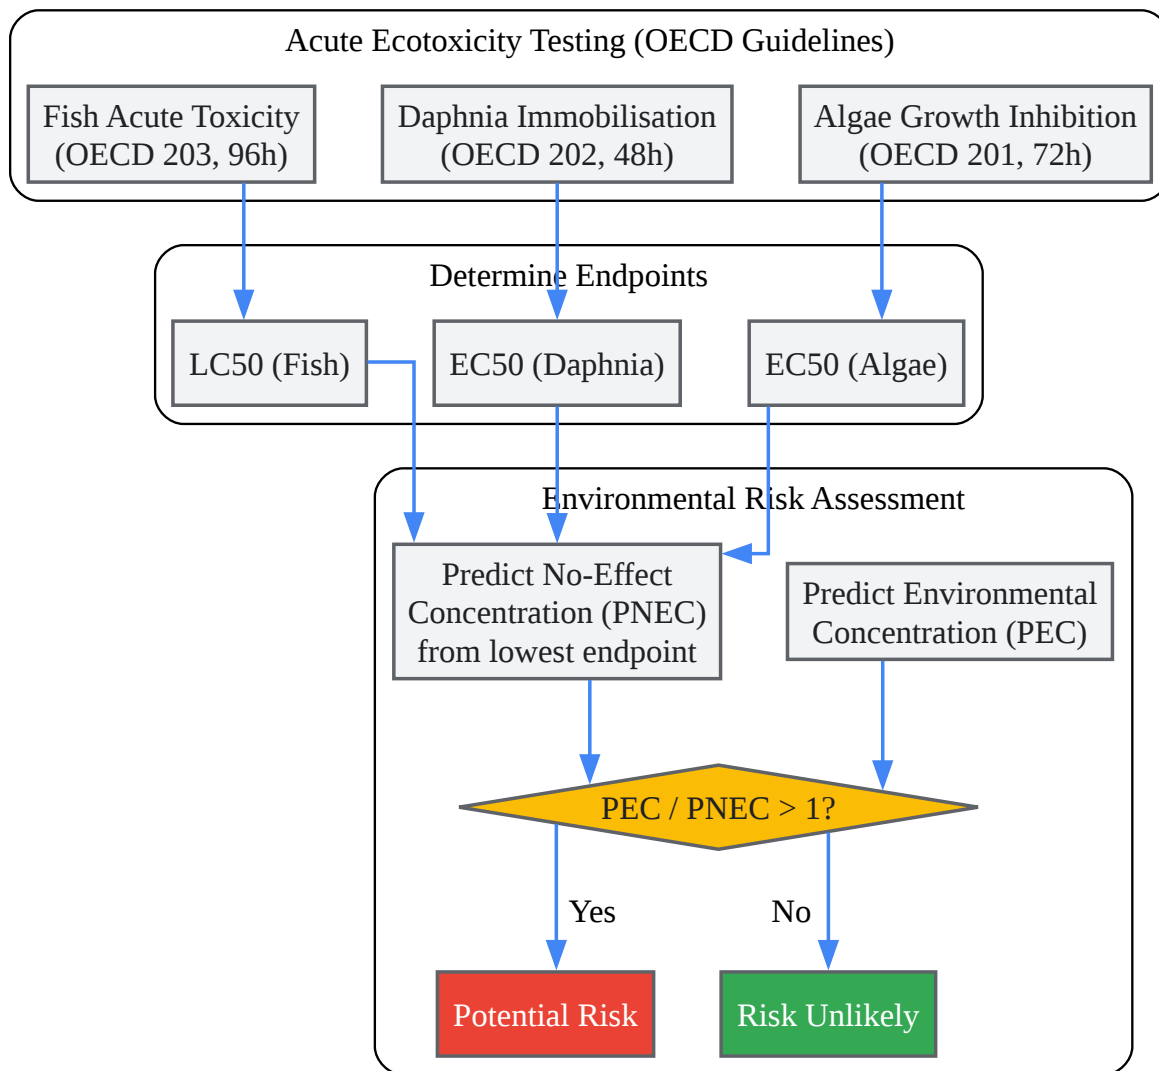 Acute Ecotoxicity Testing (OECD Guidelines)
Fish Acute Toxicity
(OECD 203, 96h)
Daphnia Immobilisation
(OECD 202, 48h)
Algae Growth Inhibition
(OECD 201, 72h)
Determine Endpoints
LC50 (Fish)
EC50 (Daphnia)
EC50 (Algae)
Environmental Risk Assessment
Predict No-Effect
Concentration (PNEC)
from lowest endpoint
Predict Environmental
Concentration (PEC)
PEC / PNEC > 1?
Yes
No
Potential Risk
Risk Unlikely